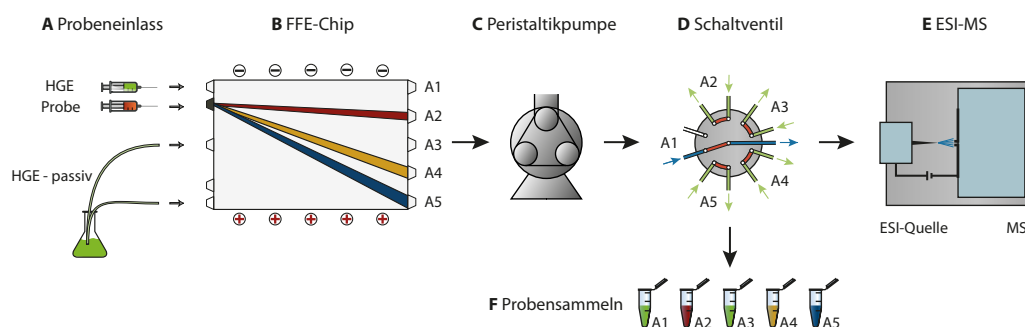 A Probeneinlass
B FFE-Chip
C Peristaltikpumpe
D Schaltventil
E ESI-MS
HGE
Probe
HGE - passiv
A1
A2
A3
A4
A5
A1
A2
A3
A4
A5
ESI-Quelle
MS
F Probensammeln
A1
A2
A3
A4
A5